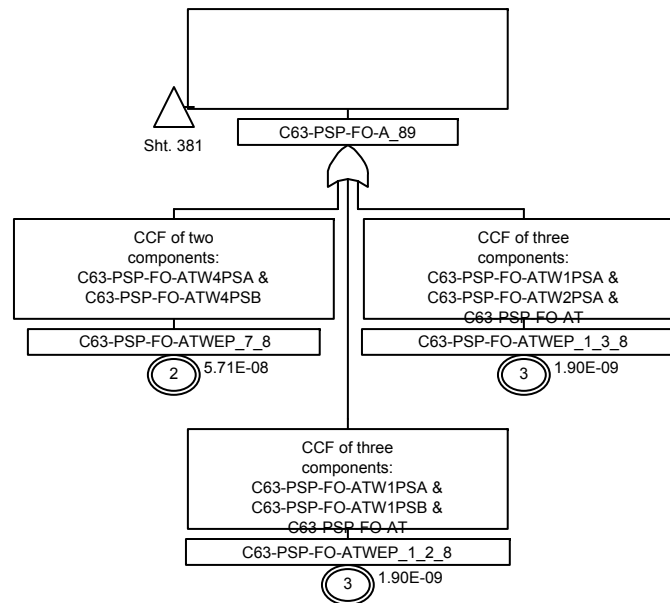 Sht. 381
C63-PSP-FO-A_89
CCF of two
components:
C63-PSP-FO-ATW4PSA &
C63-PSP-FO-ATW4PSB
C63-PSP-FO-ATWEP_7_8
2
5.71E-08
CCF of three
components:
C63-PSP-FO-ATW1PSA &
C63-PSP-FO-ATW2PSA &
C63-PSP-FO-AT
C63-PSP-FO-ATWEP_1_3_8
3
1.90E-09
CCF of three
components:
C63-PSP-FO-ATW1PSA &
C63-PSP-FO-ATW1PSB &
C63-PSP-FO-AT
C63-PSP-FO-ATWEP_1_2_8
3
1.90E-09